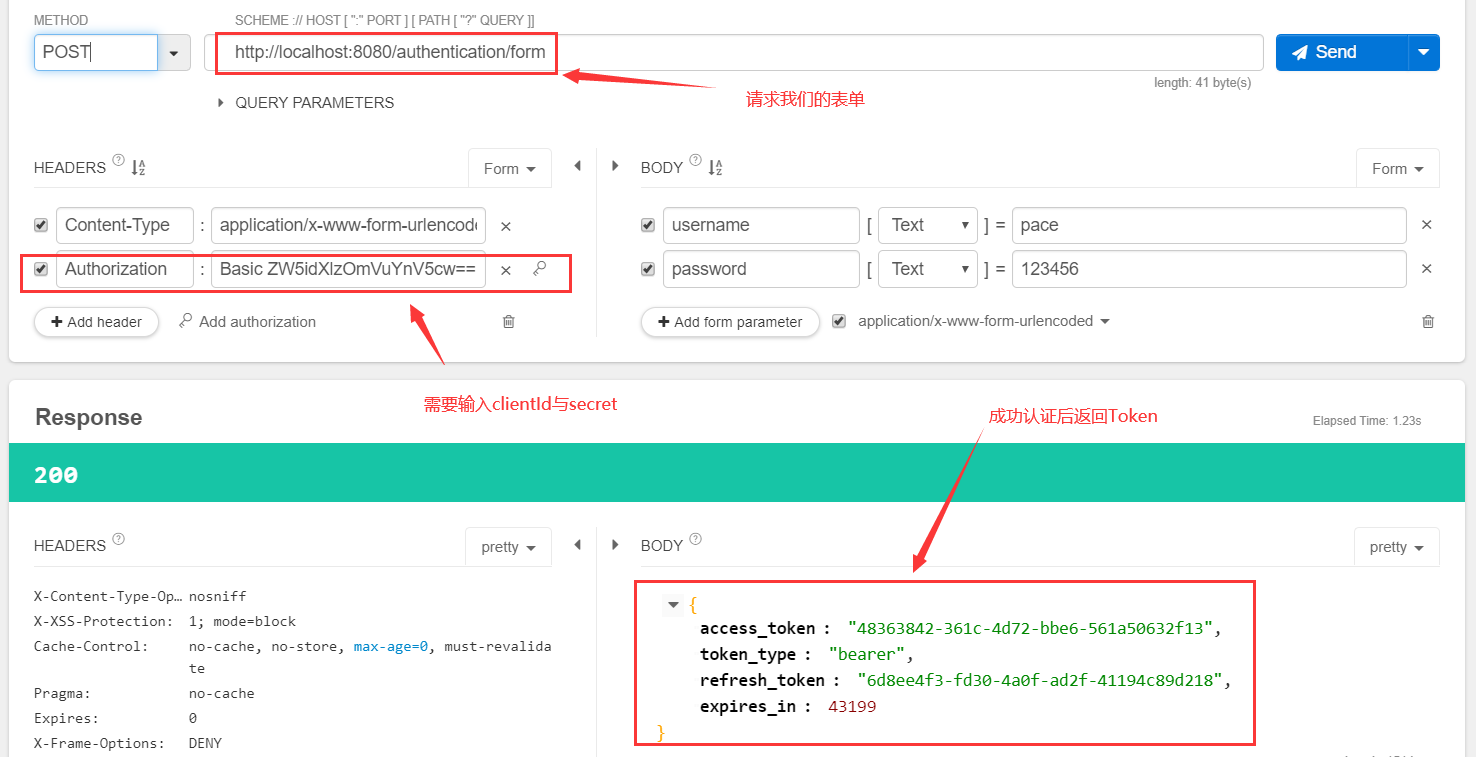 METHOD
SCHEME :// HOST [ ":" PORT ] [ PATH [ "?" QUERY ]]
POST
http://localhost:8080/authentication/form
Send
length: 41 byte(s)
请求我们的表单
QUERY PARAMETERS
HEADERS ? A Z Form
BODY ? A Z Form
Content-Type : application/x-www-form-urlencode ×
username [ Text ] = pace ×
Authorization : Basic ZW5idXIzOmVuYnV5cw== ×
password [ Text ] = 123456 ×
+ Add header Add authorization
+ Add form parameter application/x-www-form-urlencoded
需要输入clientId与secret
成功认证后返回Token
Response
Elapsed Time: 1.23s
200
HEADERS ? pretty
BODY ? pretty
X-Content-Type-Op… nosniff
X-XSS-Protection: 1; mode=block
Cache-Control: no-cache, no-store, max-age=0, must-revalida
te
Pragma: no-cache
Expires: 0
X-Frame-Options: DENY
{
access_token : "48363842-361c-4d72-bbe6-561a50632f13",
token_type : "bearer",
refresh_token : "6d8ee4f3-fd30-4a0f-ad2f-41194c89d218",
expires_in : 43199
}